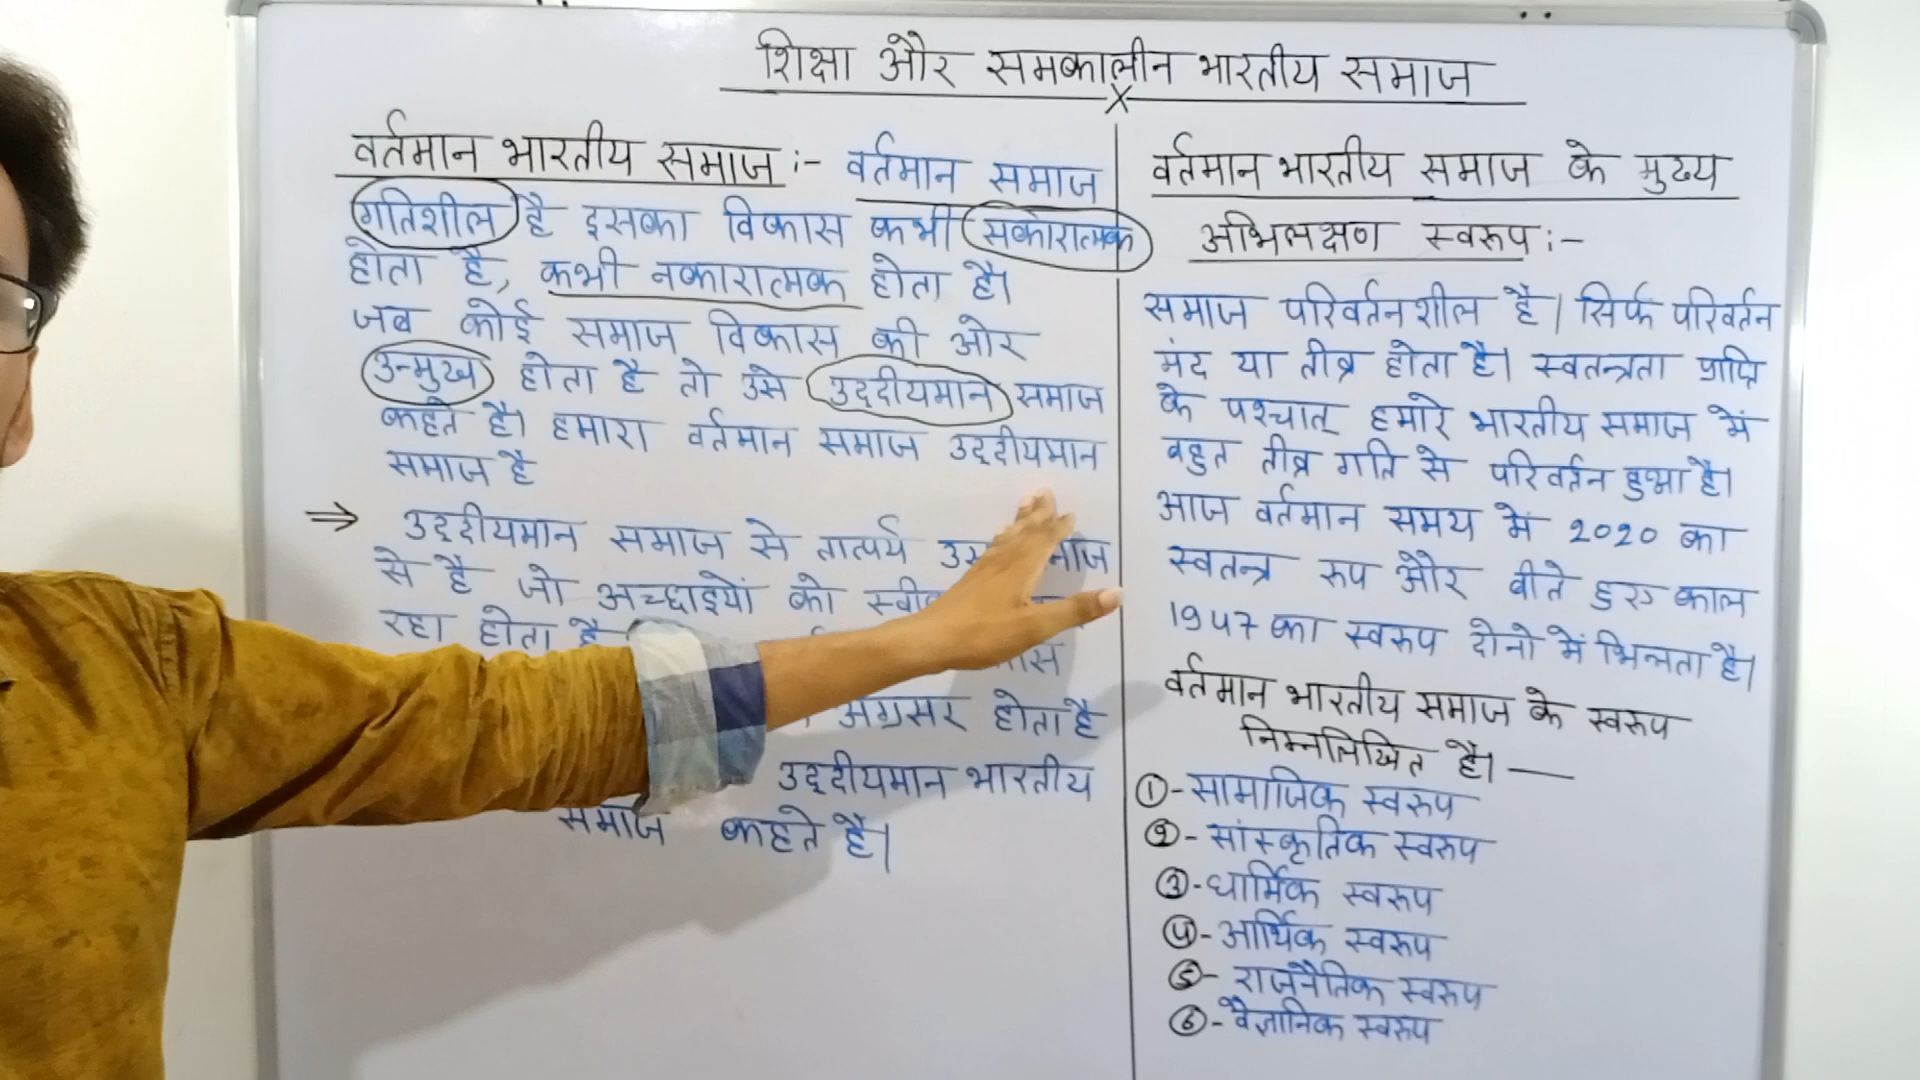 शिक्षा और समकालीन भारतीय समाज
वर्तमान भारतीय समाज :- वर्तमान समाज
गतिशील है इसका विकास कभी सकारात्मक
होता है, कभी नकारात्मक होता है।
जब कोई समाज विकास की ओर
उन्मुख होता है तो उसे उद्दीयमान समाज
कहते है। हमारा वर्तमान समाज उद्दीयमान
समाज है
⇒ उद्दीयमान समाज से तात्पर्य
से है जो अच्छाइयों को
रहा होता है
अग्रसर होता है
उद्दीयमान भारतीय
समाज कहते है।
वर्तमान भारतीय समाज के मुख्य
अभिलक्षण स्वरूप :-
समाज परिवर्तनशील है। सिर्फ परिवर्तन
मंद या तीव्र होता है। स्वतन्त्रता प्राप्ति
के पश्चात् हमारे भारतीय समाज में
बहुत तीव्र गति से परिवर्तन हुआ है।
आज वर्तमान समय में 2020 का
स्वतन्त्र रूप और बीते हुए काल
1947 का स्वरूप दोनो में भिन्नता है।
वर्तमान भारतीय समाज के स्वरूप
निम्नलिखित है। —
① - सामाजिक स्वरूप
② - सांस्कृतिक स्वरूप
③ - धार्मिक स्वरूप
④ - आर्थिक स्वरूप
⑤ - राजनैतिक स्वरूप
⑥ - वैज्ञानिक स्वरूप